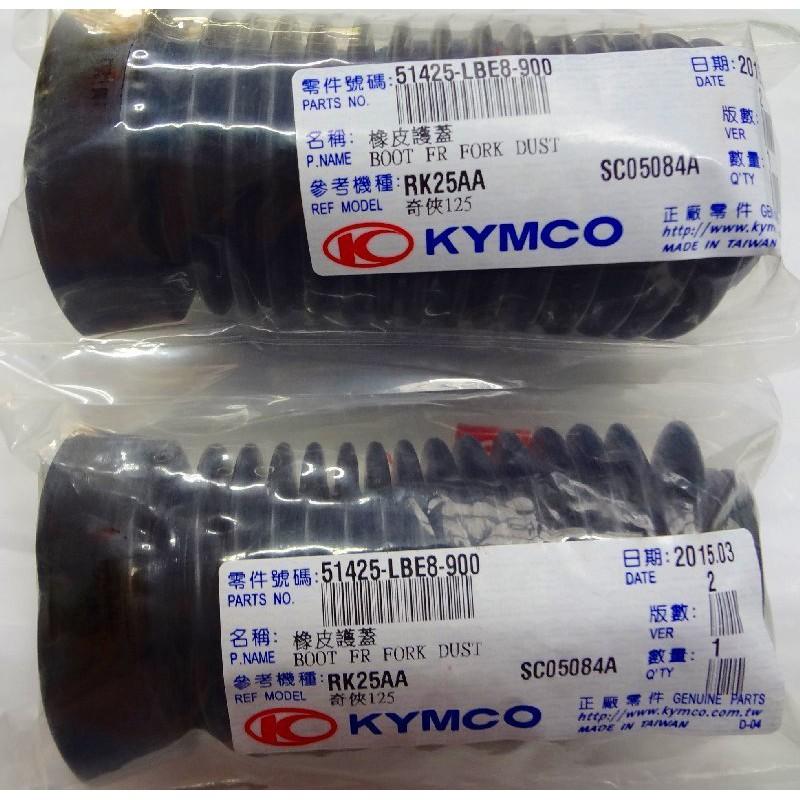 零件號碼: 51425-LBE8-900
PARTS NO.
日期: 201
DATE
名稱: 橡皮護蓋
P.NAME BOOT FR FORK DUST
版數
VER
參考機種: RK25AA SC05084A
REF MODEL 奇俠125
數量:
Q'TY
KYMCO
正廠零件
http://www.kym
MADE IN TAIWAN
零件號碼: 51425-LBE8-900
PARTS NO.
日期: 2015.03
DATE 2
名稱: 橡皮護蓋
P.NAME BOOT FR FORK DUST
版數:
VER
參考機種: RK25AA SC05084A
REF MODEL 奇俠125
數量: 1
Q'TY
KYMCO
正廠零件 GENUINE PARTS
http://www.kymco.com.tw
MADE IN TAIWAN D-04